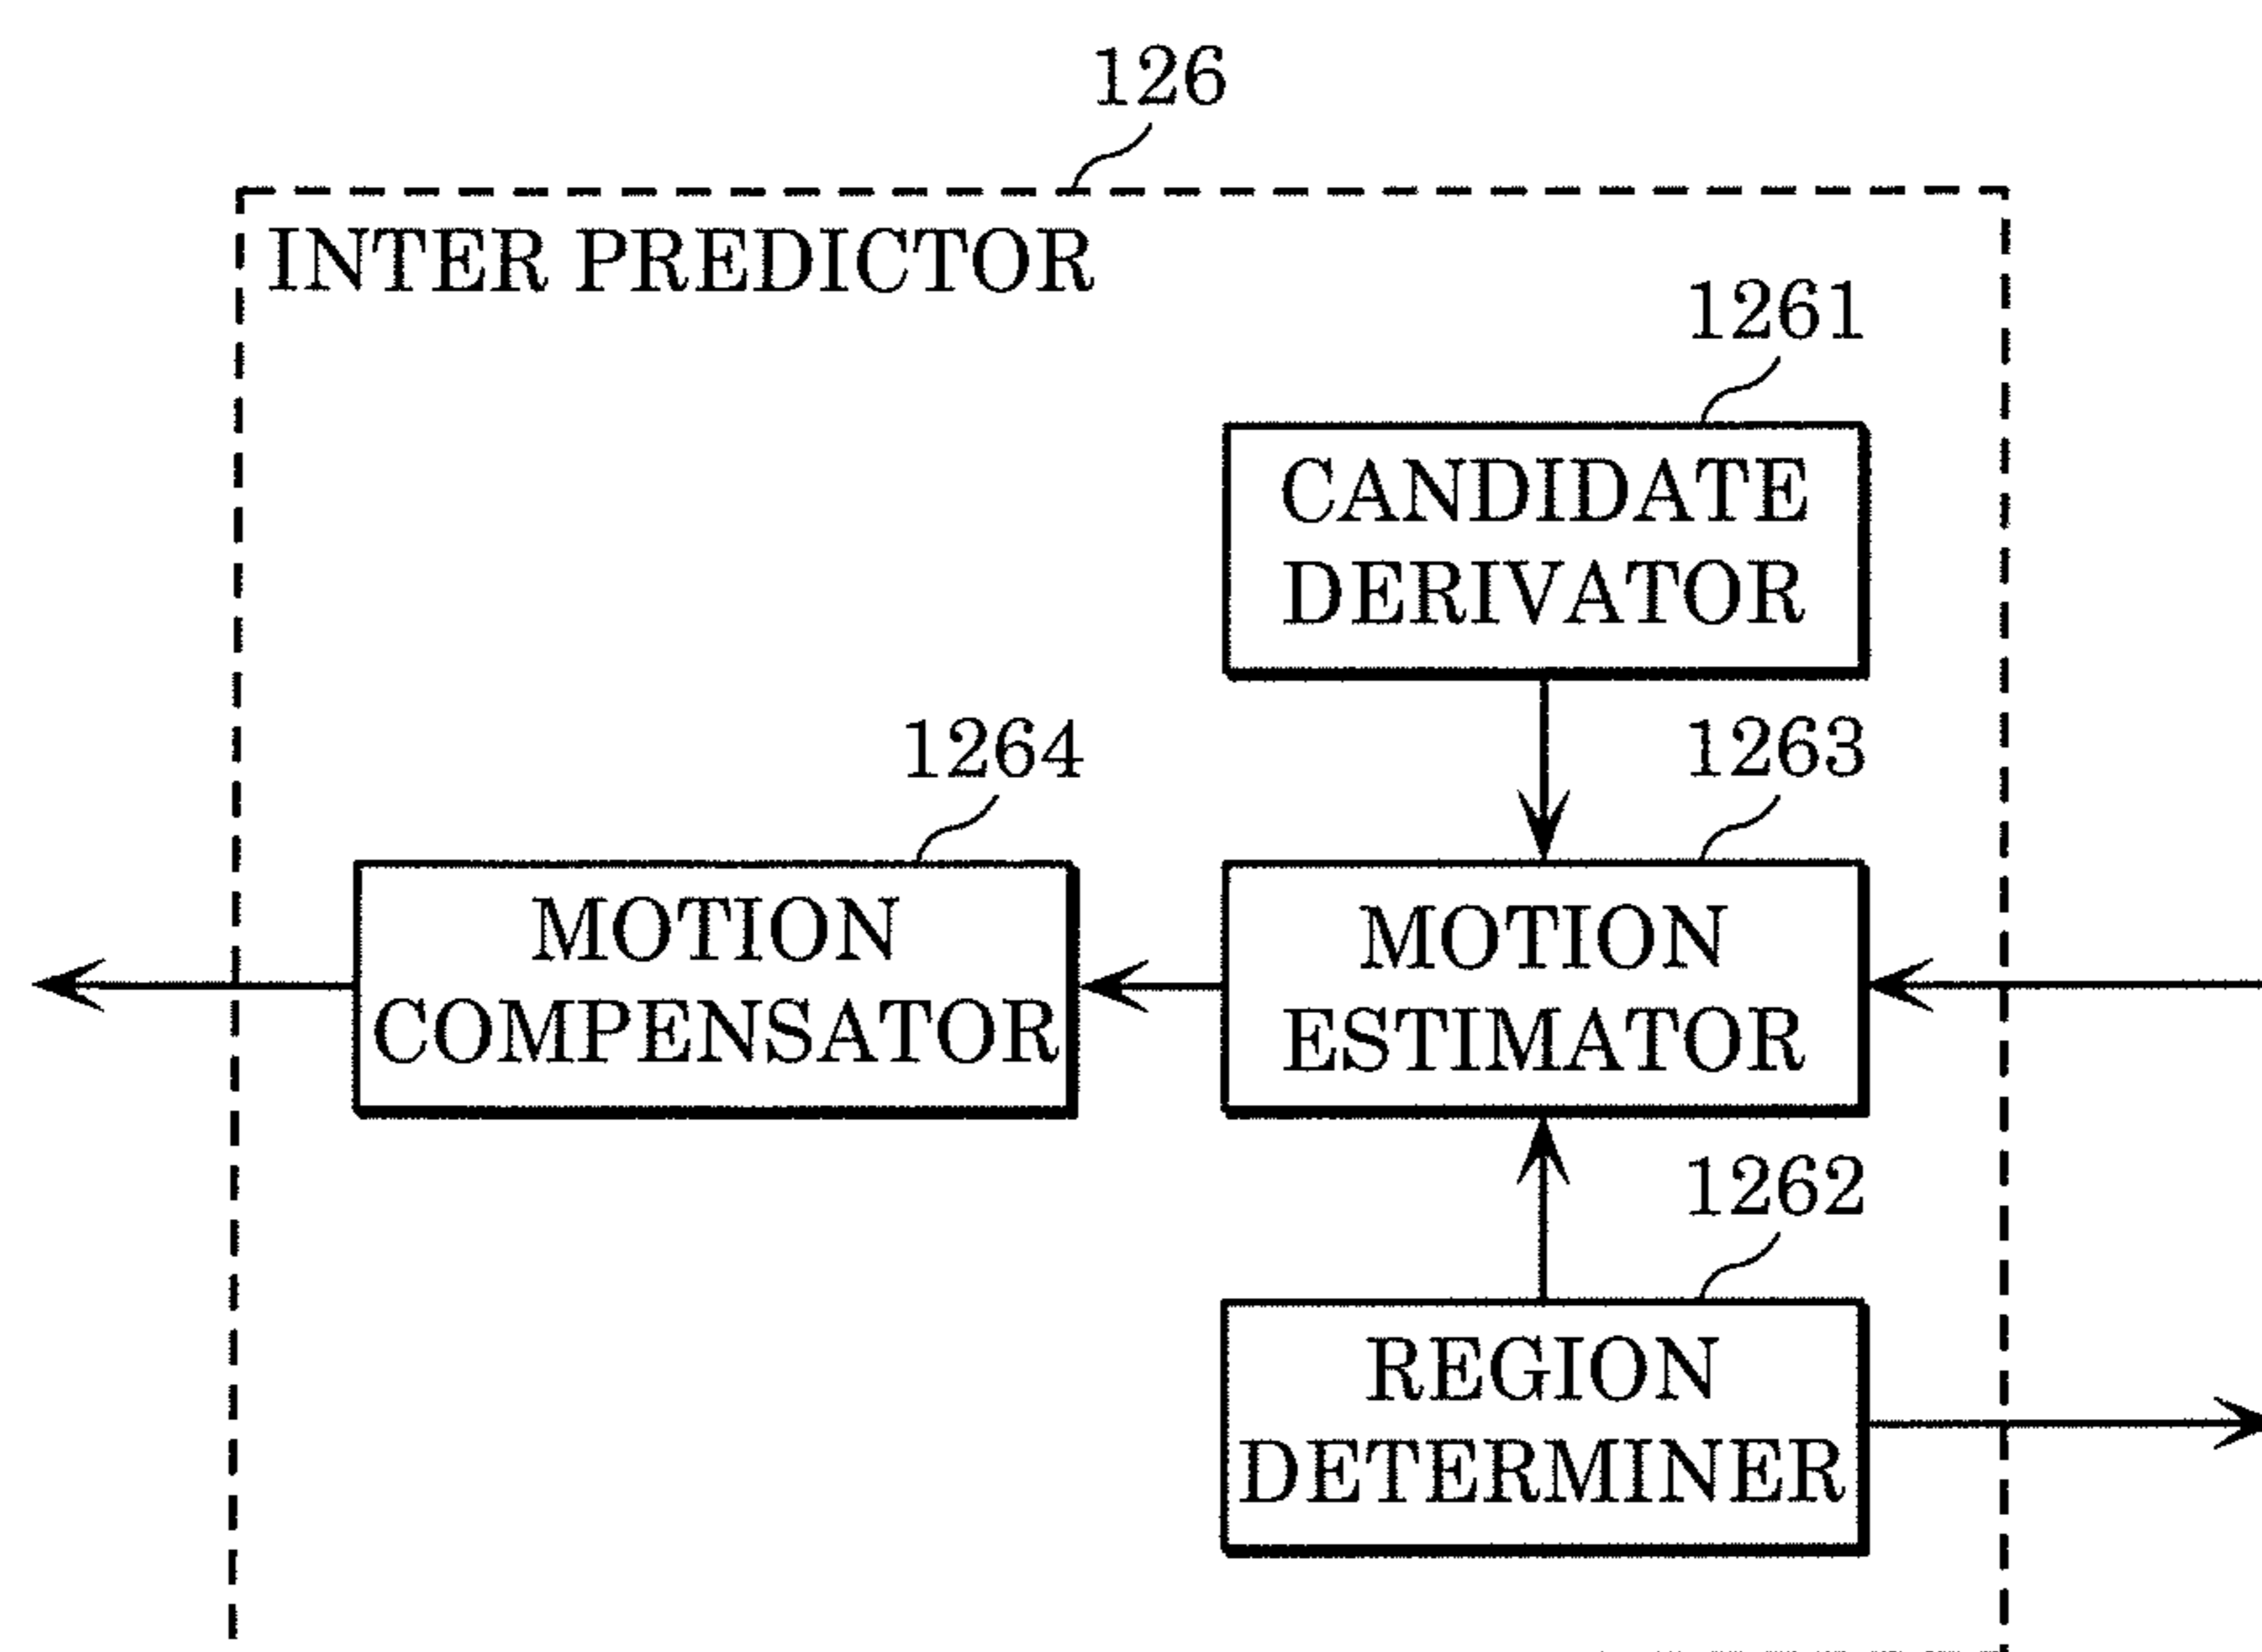 126
INTER PREDICTOR
1261
CANDIDATE
DERIVATOR
1264
1263
MOTION
COMPENSATOR
MOTION
ESTIMATOR
1262
REGION
DETERMINER